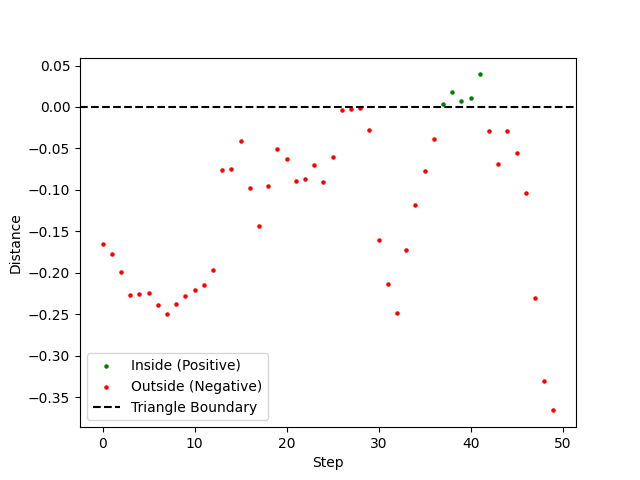 0.05
0.00
−0.05
−0.10
−0.15
−0.20
−0.25
−0.30
−0.35
Distance
Inside (Positive)
Outside (Negative)
Triangle Boundary
0 10 20 30 40 50
Step